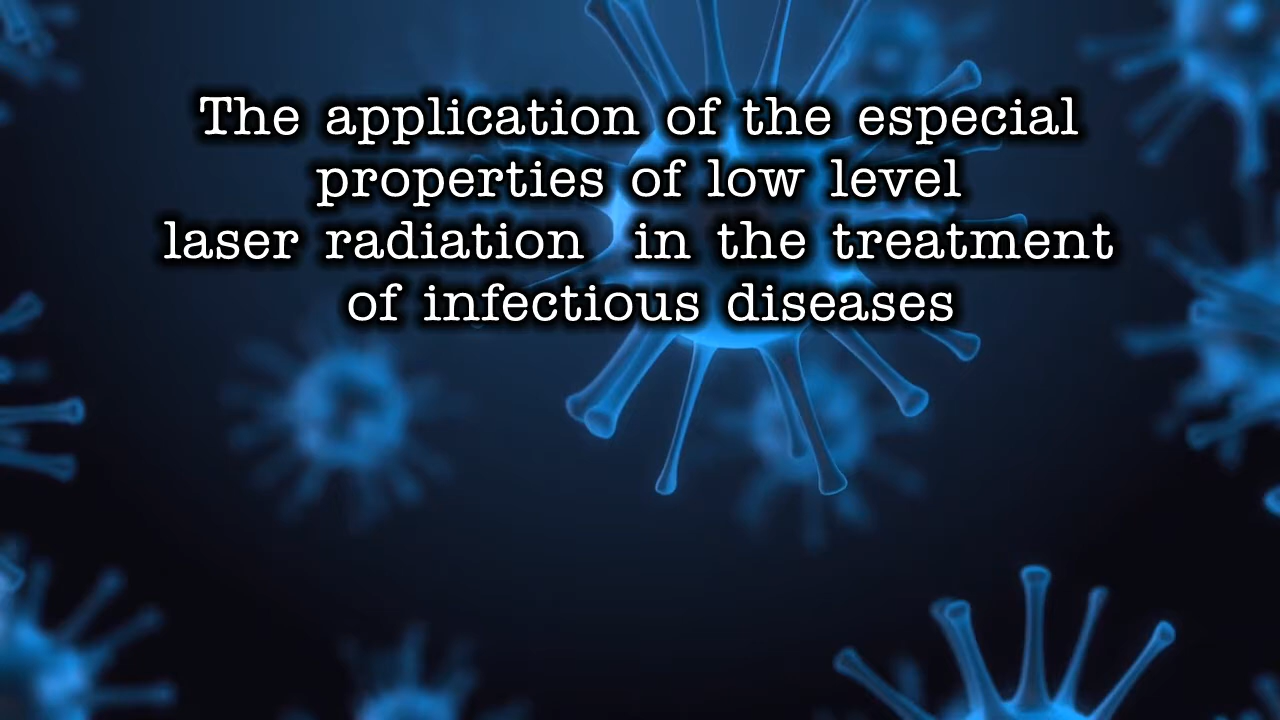 The application of the especial
properties of low level
laser radiation  in the treatment
of infectious diseases